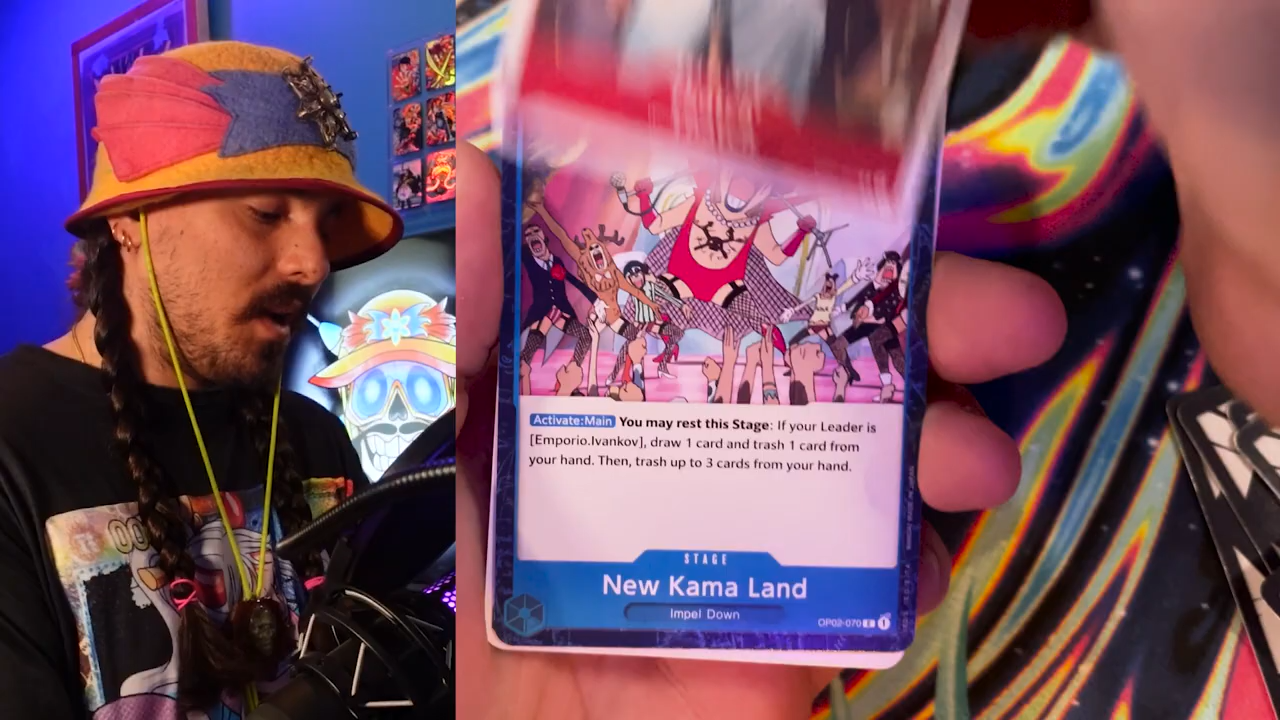 Activate:Main You may rest this Stage: If your Leader is
[Emporio.Ivankov], draw 1 card and trash 1 card from
your hand. Then, trash up to 3 cards from your hand.
STAGE
New Kama Land
Impel Down
OP02-070 C 1